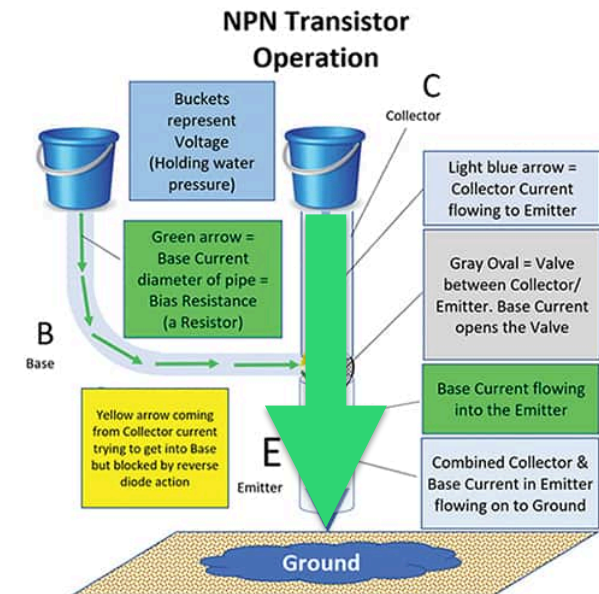 NPN Transistor
Operation
C
Collector
Buckets
represent
Voltage
(Holding water
pressure)
Light blue arrow =
Collector Current
flowing to Emitter
Green arrow =
Base Current
diameter of pipe =
Bias Resistance
(a Resistor)
Gray Oval = Valve
between Collector/
Emitter. Base Current
opens the Valve
B
Base
Base Current flowing
into the Emitter
Yellow arrow coming
from Collector current
trying to get into Base
but blocked by reverse
diode action
E
Emitter
Combined Collector &
Base Current in Emitter
flowing on to Ground
Ground